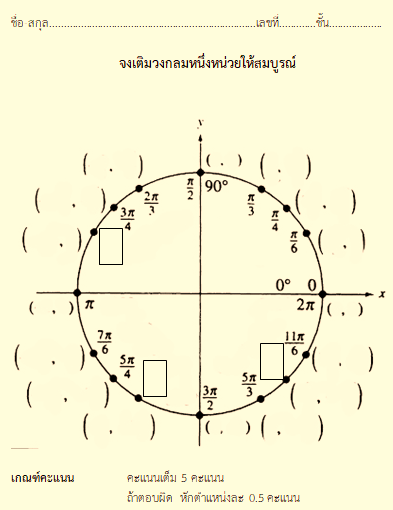 ชื่อ-สกุล.....................................................................เลขที่.............ชั้น..................
จงเติมวงกลมหนึ่งหน่วยให้สมบูรณ์
y
( , ) ( , ) ( , )
π/2 90°
2π/3 π/3
( , ) 3π/4 π/4 ( , )
( , ) π/6 ( , )
0° 0 x
( , ) π 2π ( , )
7π/6 11π/6
( , ) 5π/4 ( , )
( , ) 3π/2 5π/3 ( , )
( , ) ( , ) ( , )
เกณฑ์คะแนน คะแนนเต็ม 5 คะแนน
ถ้าตอบผิด หักตำแหน่งละ 0.5 คะแนน